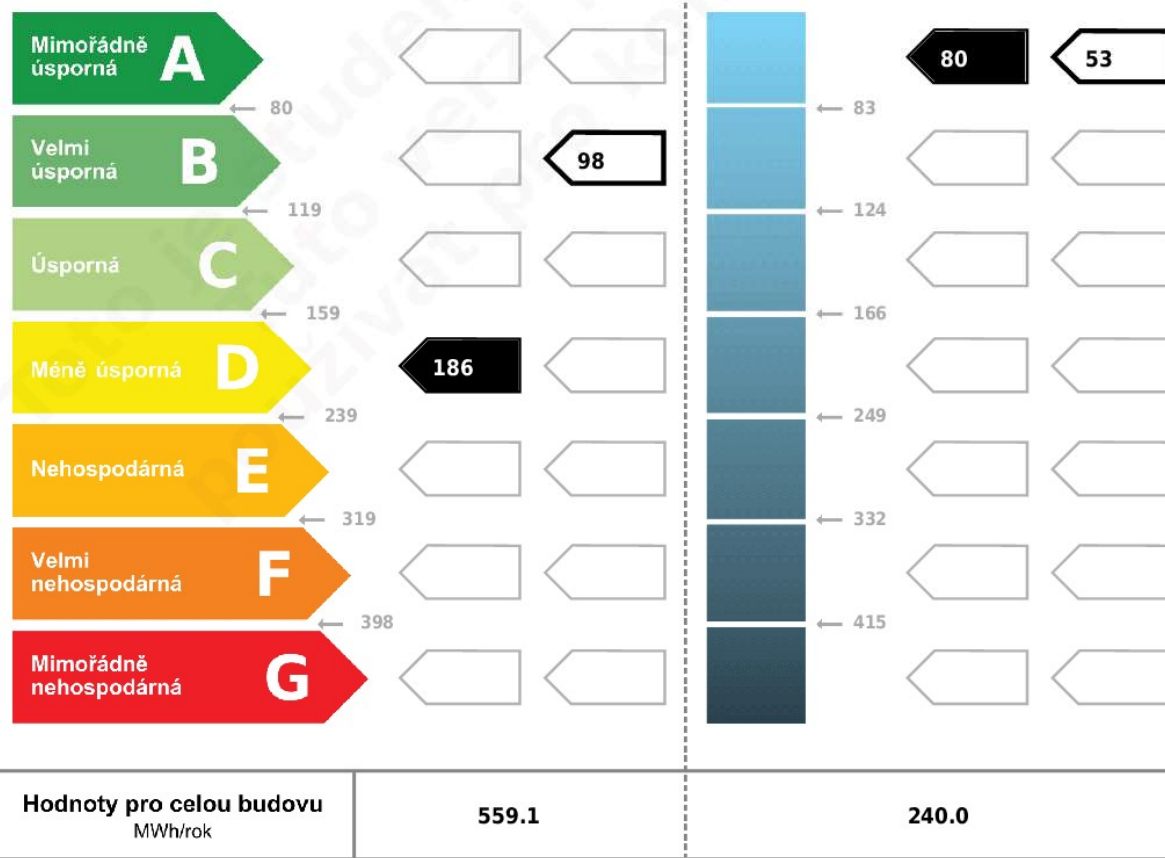 Mimořádně
úsporná
A
80
53
80
83
Velmi
úsporná
B
98
119
124
Úsporná
C
159
166
Méně úsporná
D
186
239
249
Nehospodárná
E
319
332
Velmi
nehospodárná
F
398
415
Mimořádně
nehospodárná
G
Hodnoty pro celou budovu
MWh/rok
559.1
240.0